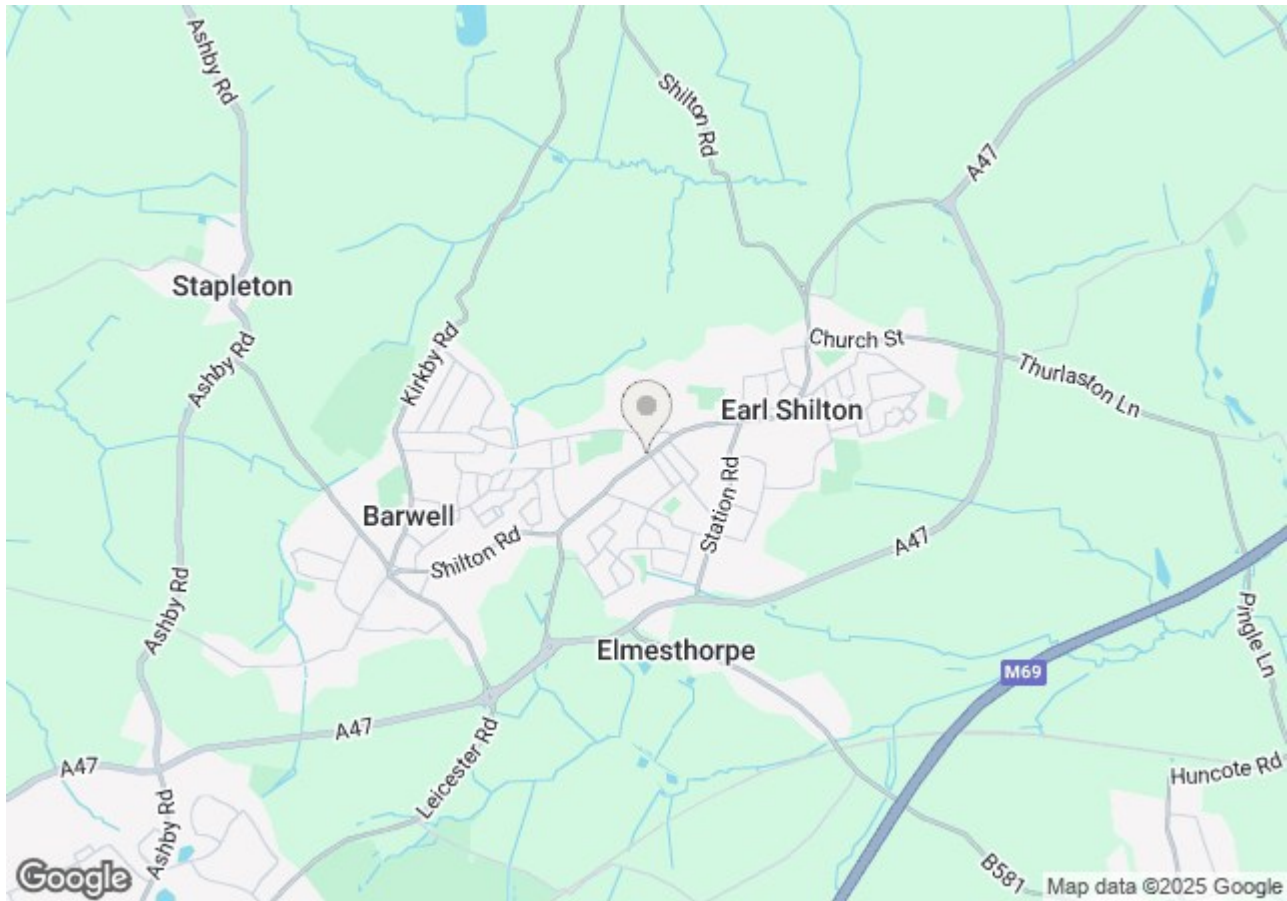 Ashby Rd
Shilton Rd
A47
Stapleton
Kirkby Rd
Church St
Thurlaston Ln
Ashby Rd
Earl Shilton
Barwell
Station Rd
Shilton Rd
A47
Ashby Rd
Elmesthorpe
Pingle Ln
M69
A47
Leicester Rd
A47
Huncote Rd
Ashby Rd
B581
Google
Map data ©2025 Google